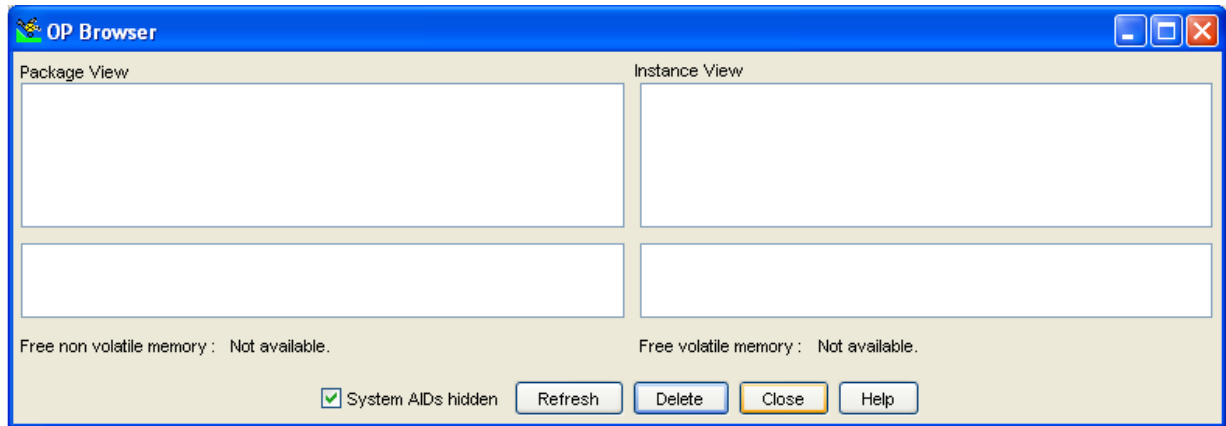 OP Browser
Package View
Instance View
Free non volatile memory : Not available.
Free volatile memory : Not available.
System AIDs hidden
Refresh
Delete
Close
Help